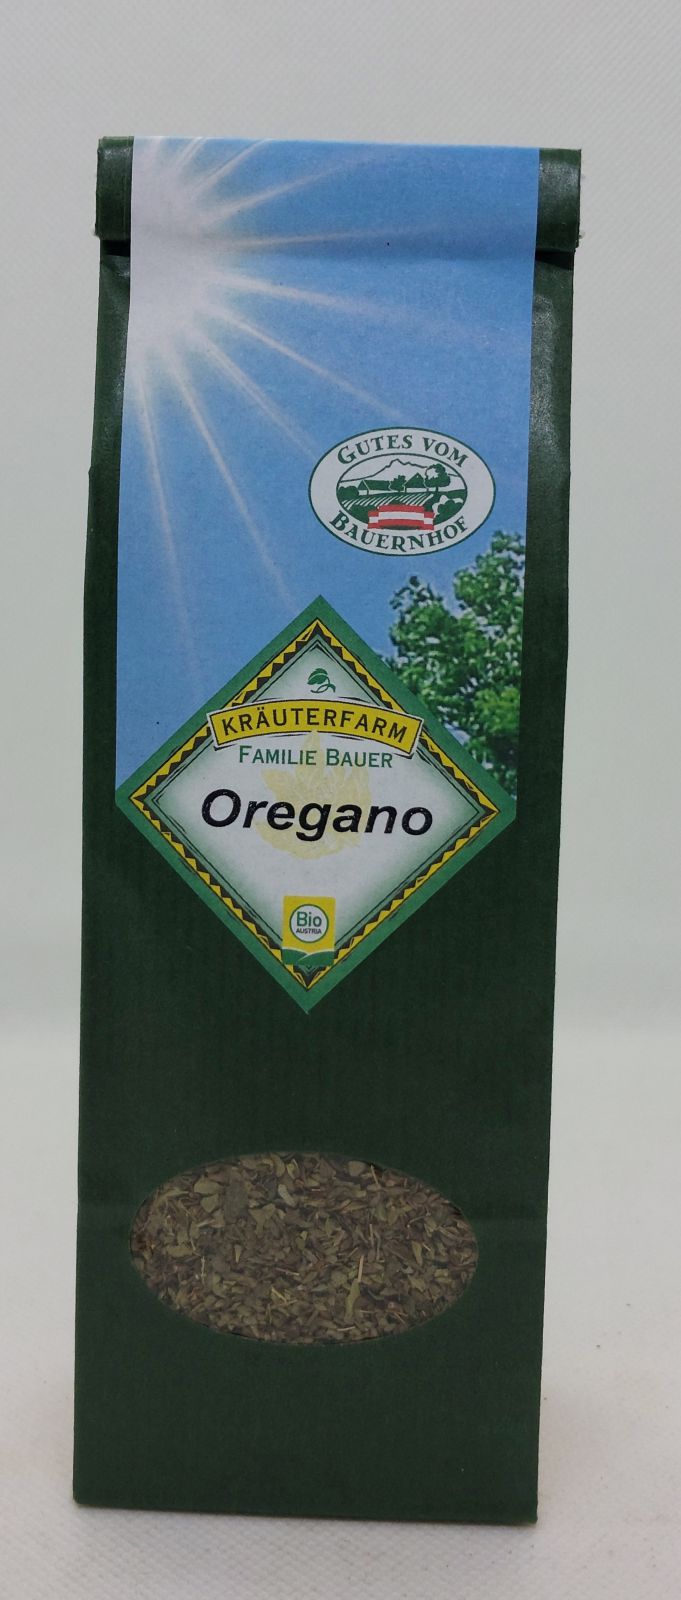 GUTES VOM
BAUERNHOF
KRÄUTERFARM
FAMILIE BAUER
Oregano
Bio
AUSTRIA